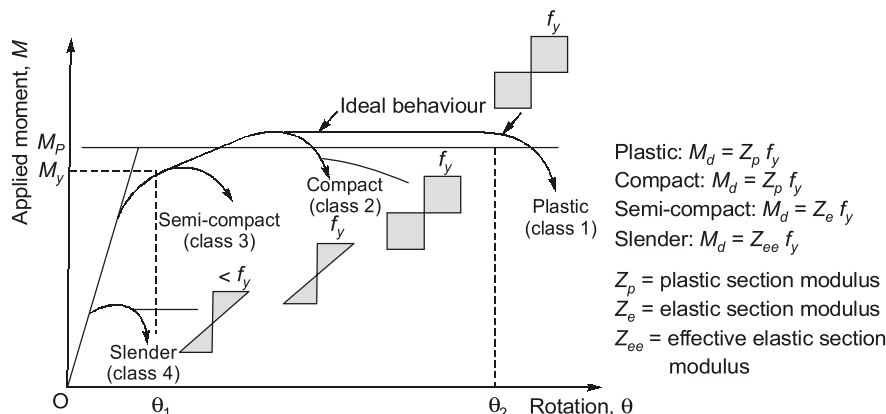 f_y
Applied moment, M
Ideal behaviour
M_P
M_y
Plastic: M_d = Z_p f_y
Compact: M_d = Z_p f_y
Semi-compact: M_d = Z_e f_y
Slender: M_d = Z_ee f_y
Z_p = plastic section modulus
Z_e = elastic section modulus
Z_ee = effective elastic section
modulus
f_y
Compact
(class 2)
Plastic
(class 1)
Semi-compact
(class 3)
f_y
< f_y
Slender
(class 4)
O
θ_1
θ_2
Rotation, θ